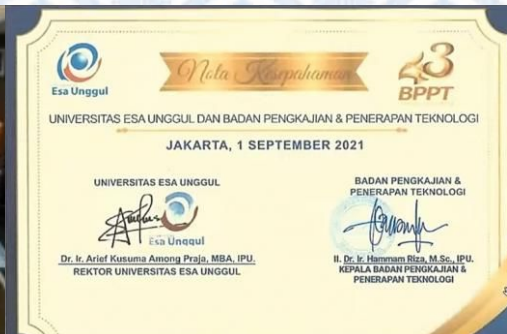 Esa Unggul
Nota Kesepahaman
43
BPPT
UNIVERSITAS ESA UNGGUL DAN BADAN PENGKAJIAN & PENERAPAN TEKNOLOGI
JAKARTA, 1 SEPTEMBER 2021
UNIVERSITAS ESA UNGGUL
Esa Unggul
Dr. Ir. Arief Kusuma Among Praja, MBA, IPU.
REKTOR UNIVERSITAS ESA UNGGUL
BADAN PENGKAJIAN &
PENERAPAN TEKNOLOGI
II. Dr. Ir. Hammam Riza, M.Sc., IPU.
KEPALA BADAN PENGKAJIAN &
PENERAPAN TEKNOLOGI